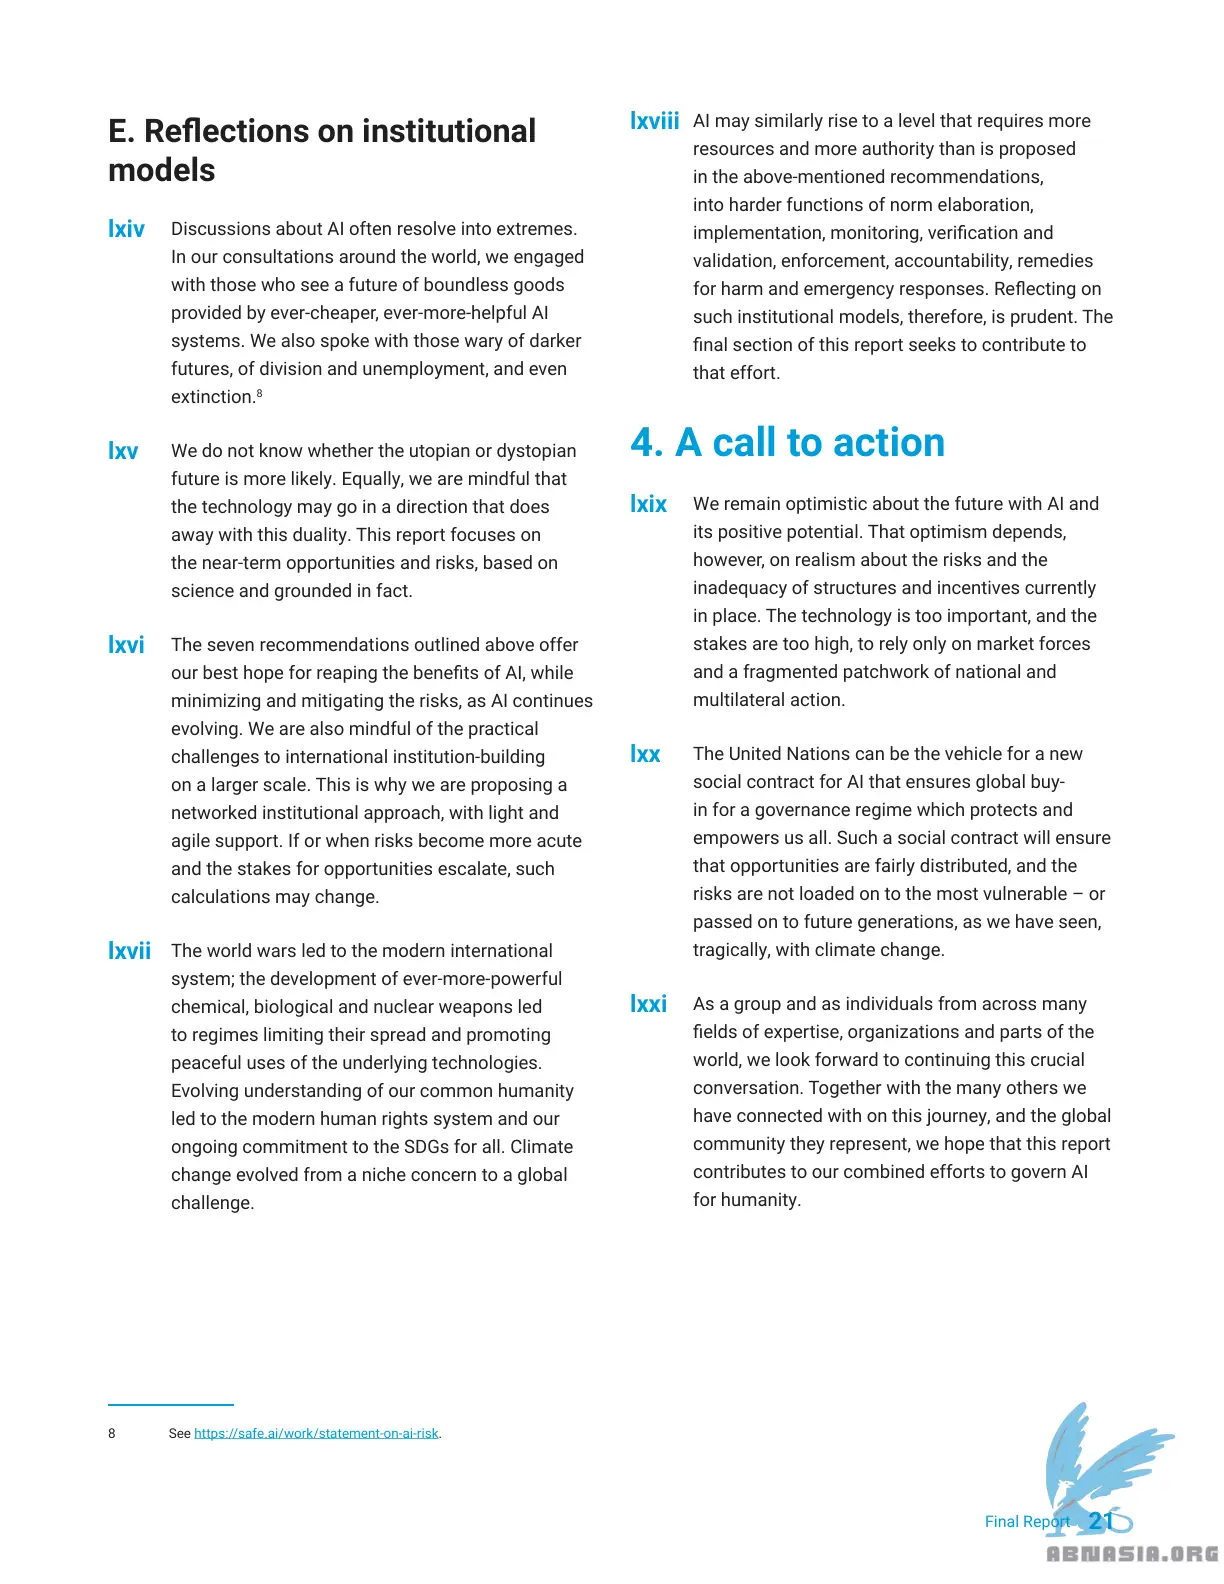 E. Reflections on institutional
models
lxiv Discussions about AI often resolve into extremes.
In our consultations around the world, we engaged
with those who see a future of boundless goods
provided by ever-cheaper, ever-more-helpful AI
systems. We also spoke with those wary of darker
futures, of division and unemployment, and even
extinction.8
lxv We do not know whether the utopian or dystopian
future is more likely. Equally, we are mindful that
the technology may go in a direction that does
away with this duality. This report focuses on
the near-term opportunities and risks, based on
science and grounded in fact.
lxvi The seven recommendations outlined above offer
our best hope for reaping the benefits of AI, while
minimizing and mitigating the risks, as AI continues
evolving. We are also mindful of the practical
challenges to international institution-building
on a larger scale. This is why we are proposing a
networked institutional approach, with light and
agile support. If or when risks become more acute
and the stakes for opportunities escalate, such
calculations may change.
lxvii The world wars led to the modern international
system; the development of ever-more-powerful
chemical, biological and nuclear weapons led
to regimes limiting their spread and promoting
peaceful uses of the underlying technologies.
Evolving understanding of our common humanity
led to the modern human rights system and our
ongoing commitment to the SDGs for all. Climate
change evolved from a niche concern to a global
challenge.
lxviii AI may similarly rise to a level that requires more
resources and more authority than is proposed
in the above-mentioned recommendations,
into harder functions of norm elaboration,
implementation, monitoring, verification and
validation, enforcement, accountability, remedies
for harm and emergency responses. Reflecting on
such institutional models, therefore, is prudent. The
final section of this report seeks to contribute to
that effort.
4. A call to action
lxix We remain optimistic about the future with AI and
its positive potential. That optimism depends,
however, on realism about the risks and the
inadequacy of structures and incentives currently
in place. The technology is too important, and the
stakes are too high, to rely only on market forces
and a fragmented patchwork of national and
multilateral action.
lxx The United Nations can be the vehicle for a new
social contract for AI that ensures global buy-
in for a governance regime which protects and
empowers us all. Such a social contract will ensure
that opportunities are fairly distributed, and the
risks are not loaded on to the most vulnerable – or
passed on to future generations, as we have seen,
tragically, with climate change.
lxxi As a group and as individuals from across many
fields of expertise, organizations and parts of the
world, we look forward to continuing this crucial
conversation. Together with the many others we
have connected with on this journey, and the global
community they represent, we hope that this report
contributes to our combined efforts to govern AI
for humanity.
8 See https://safe.ai/work/statement-on-ai-risk.
Final Report 21
ABNASIA.ORG